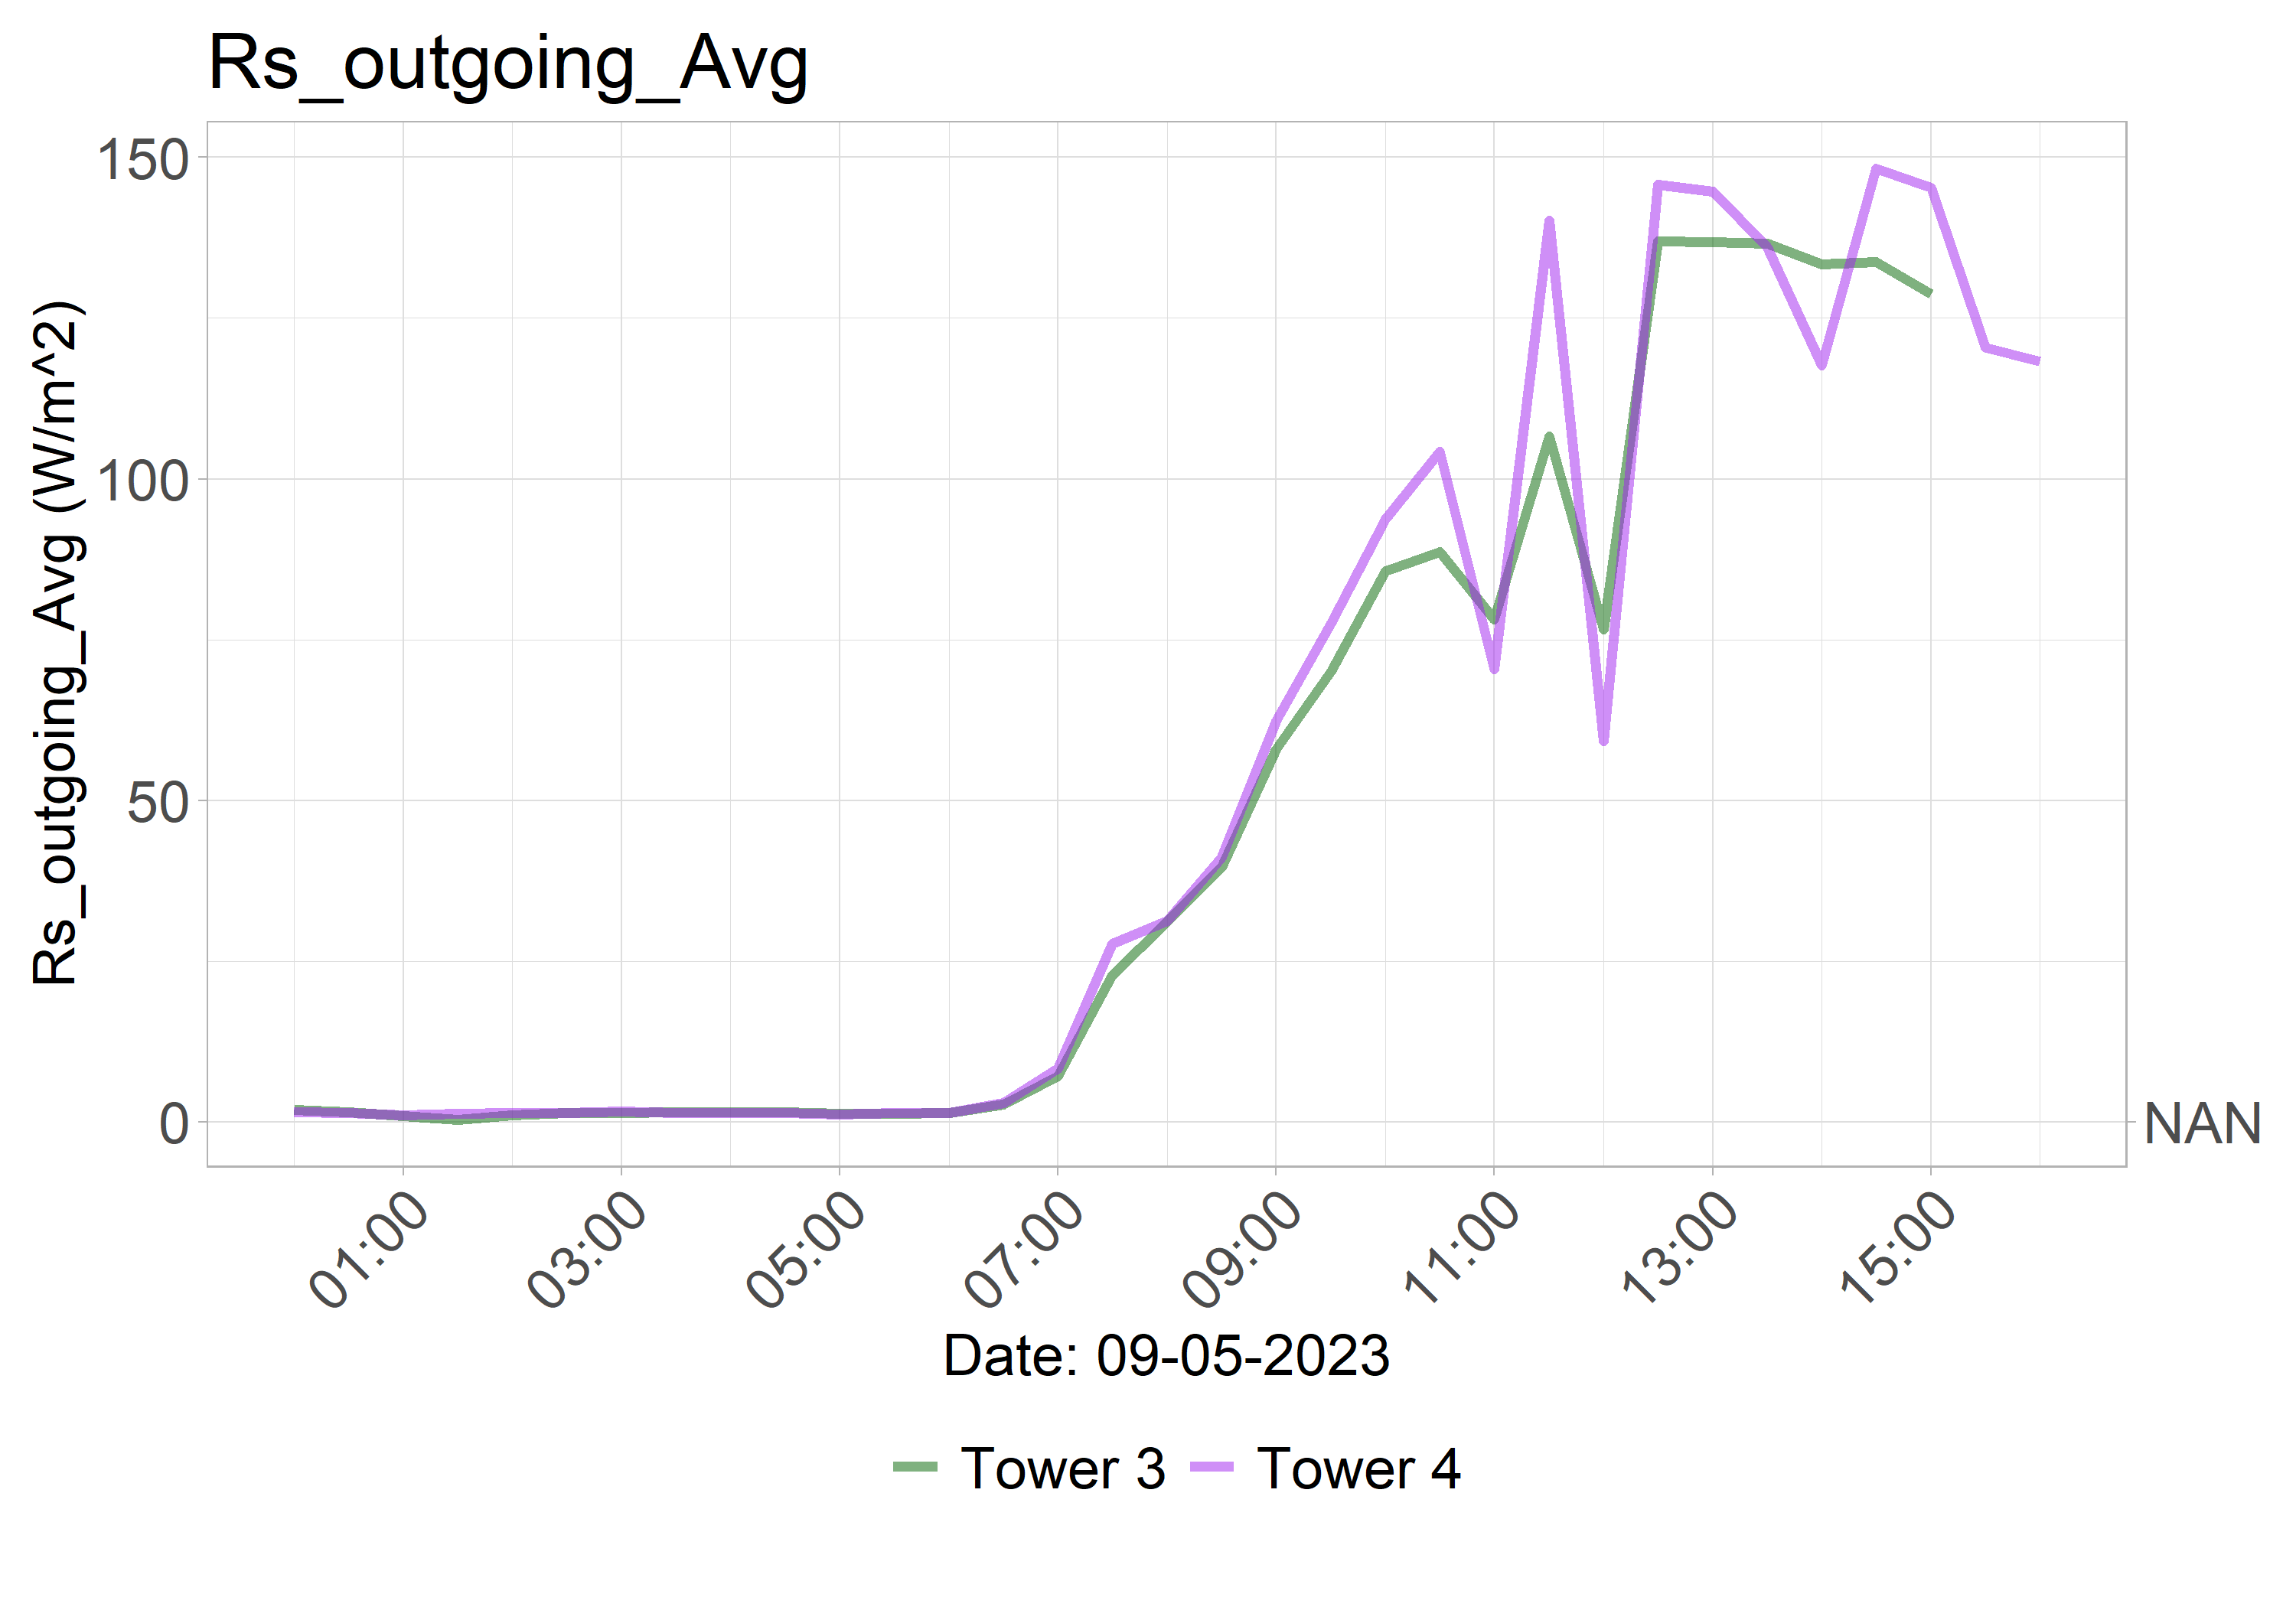 Rs_outgoing_Avg
Rs_outgoing_Avg (W/m^2)
150
100
50
0
NAN
01:00
03:00
05:00
07:00
09:00
11:00
13:00
15:00
Date: 09-05-2023
Tower 3
Tower 4